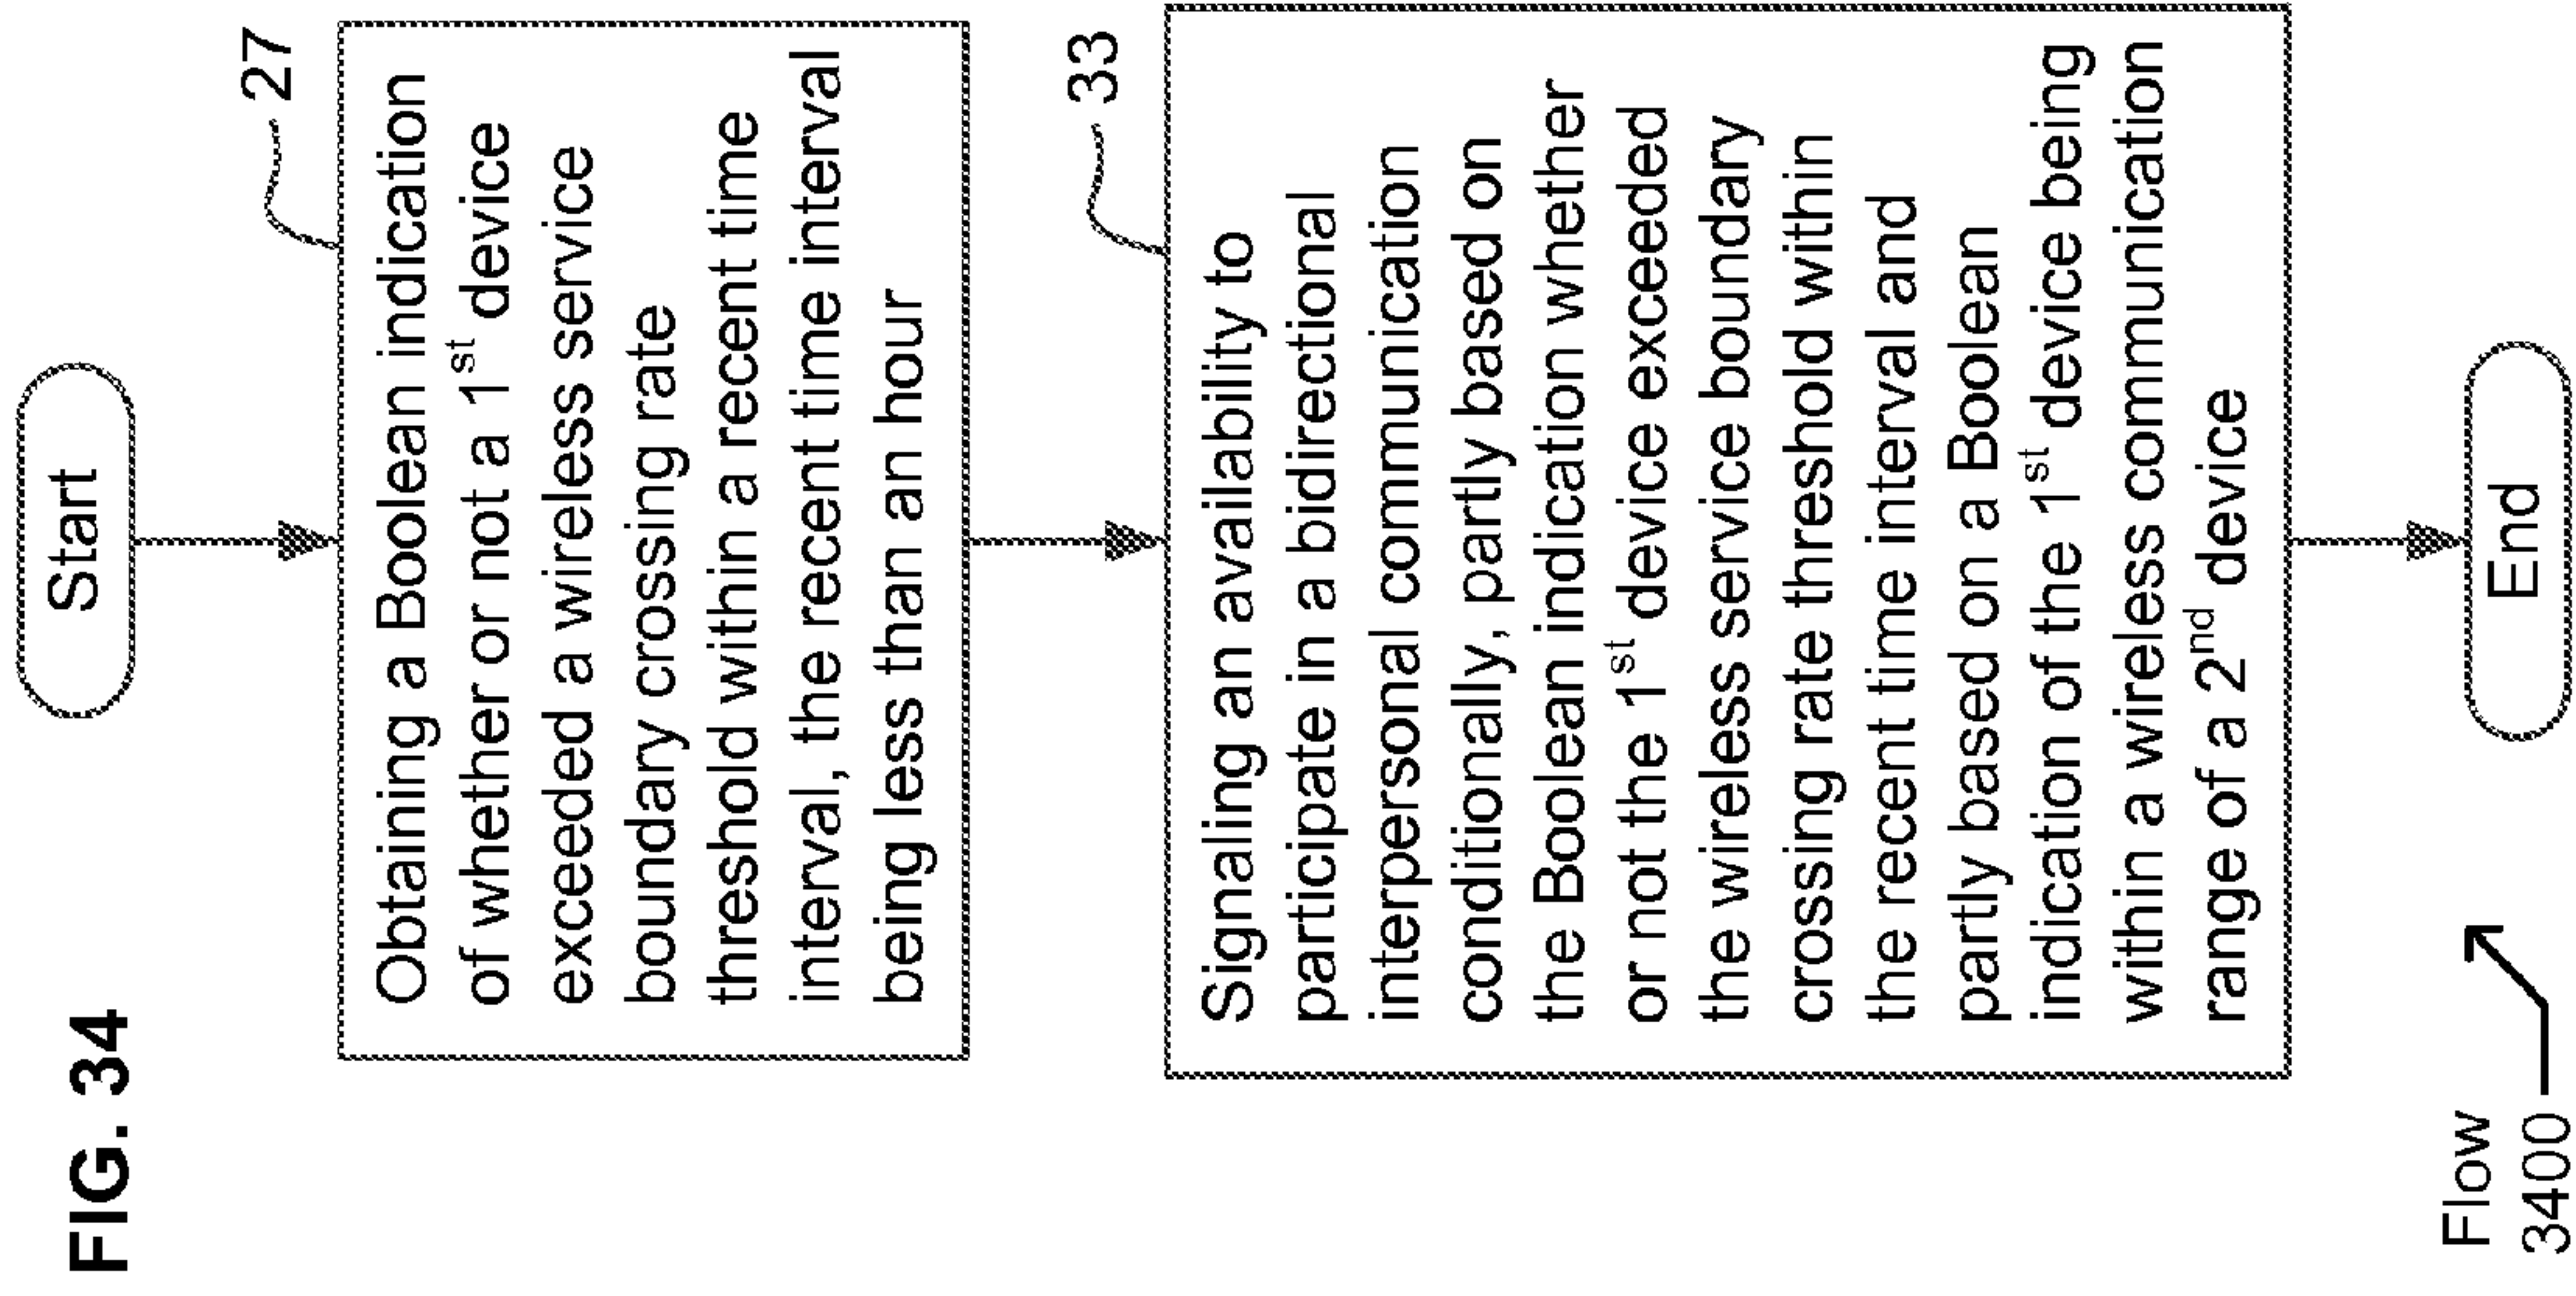 FIG. 34
Start
27
Obtaining a Boolean indication
of whether or not a 1st device
exceeded a wireless service
boundary crossing rate
threshold within a recent time
interval, the recent time interval
being less than an hour
33
Signaling an availability to
participate in a bidirectional
interpersonal communication
conditionally, partly based on
the Boolean indication whether
or not the 1st device exceeded
the wireless service boundary
crossing rate threshold within
the recent time interval and
partly based on a Boolean
indication of the 1st device being
within a wireless communication
range of a 2nd device
End
Flow
3400